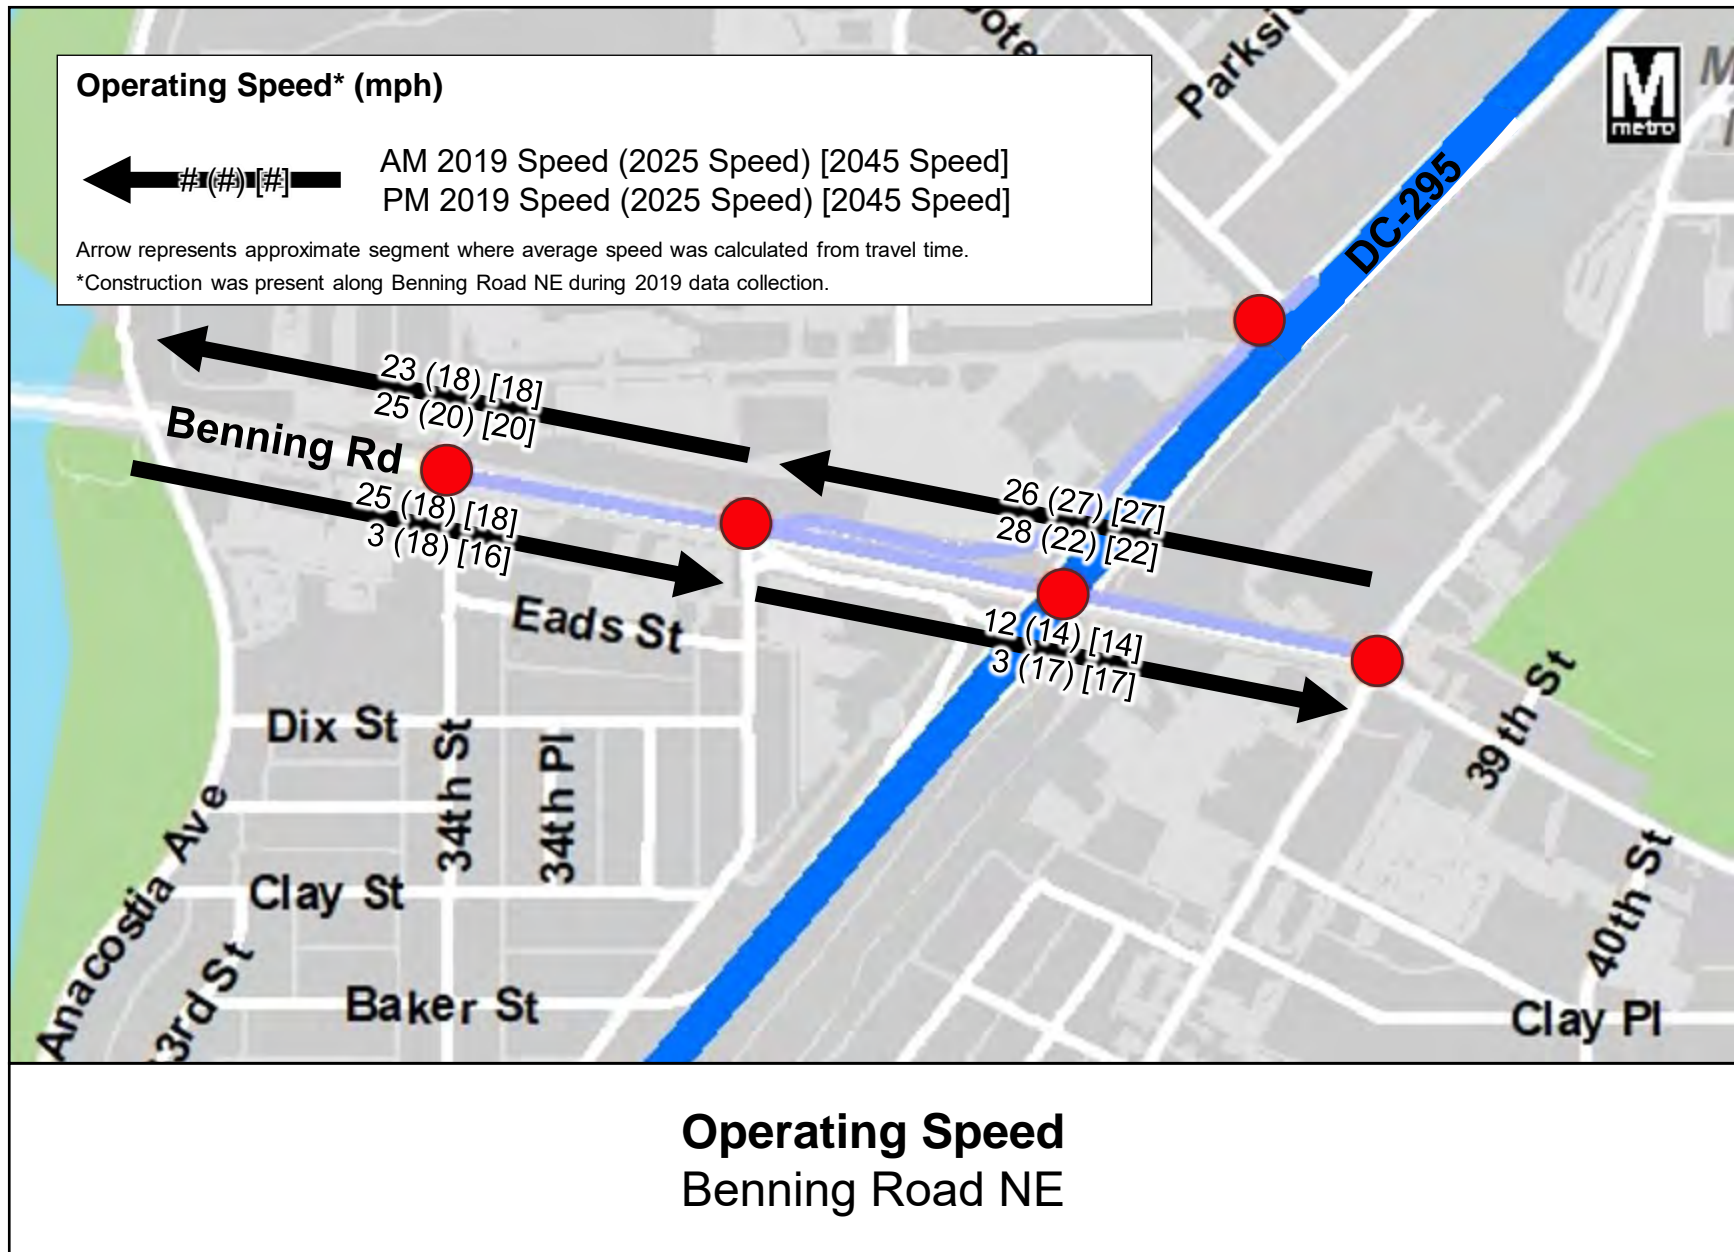 Operating Speed* (mph)
# (#) [#]
AM 2019 Speed (2025 Speed) [2045 Speed]
PM 2019 Speed (2025 Speed) [2045 Speed]
Arrow represents approximate segment where average speed was calculated from travel time.
*Construction was present along Benning Road NE during 2019 data collection.
M
metro
DC-295
23 (18) [18]
25 (20) [20]
Benning Rd
25 (18) [18]
3 (18) [16]
26 (27) [27]
28 (22) [22]
12 (14) [14]
3 (17) [17]
Eads St
Dix St
34th St
34th Pl
39th St
40th St
Anacostia Ave
Clay St
Baker St
Clay Pl
Operating Speed
Benning Road NE